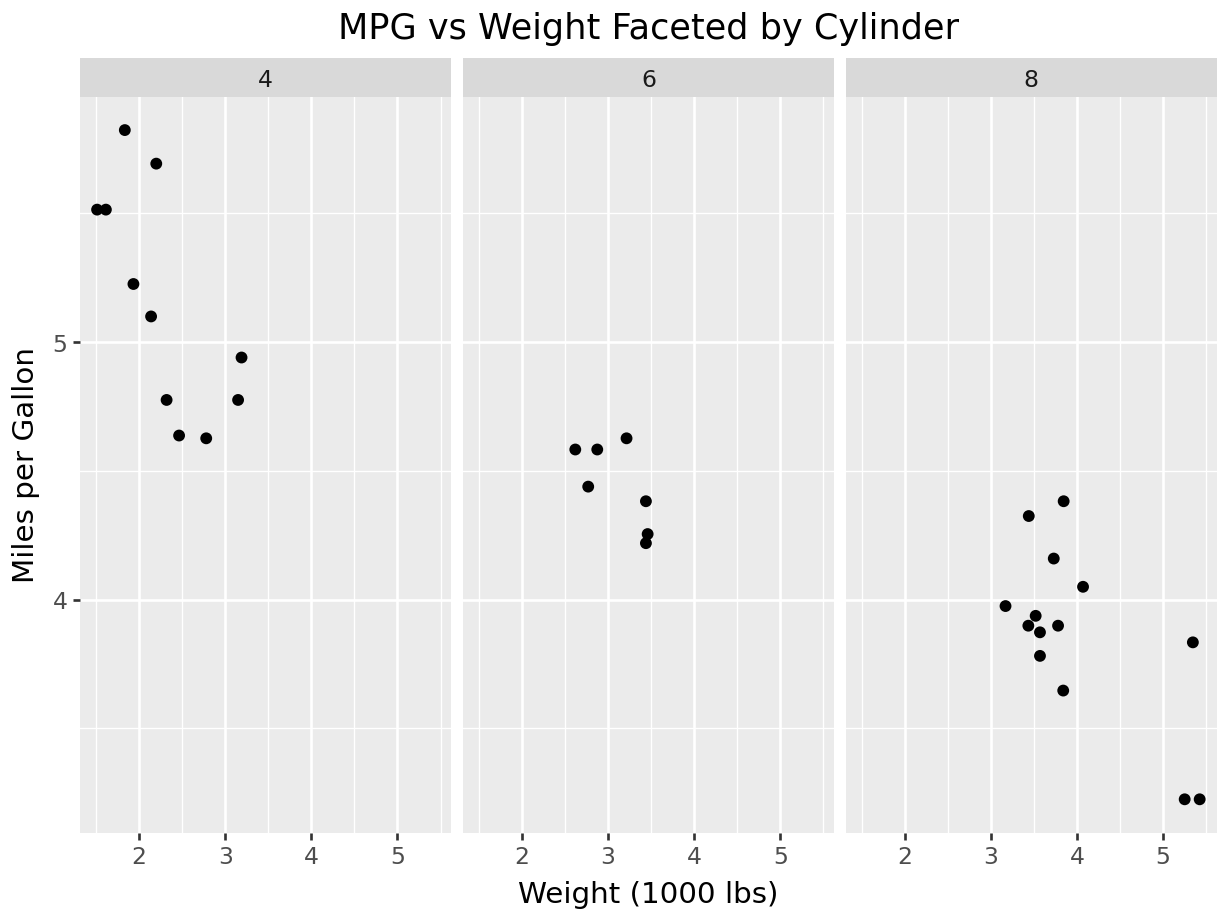 MPG vs Weight Faceted by Cylinder
4 6 8
5
4
Miles per Gallon
2 3 4 5 2 3 4 5 2 3 4 5
Weight (1000 lbs)